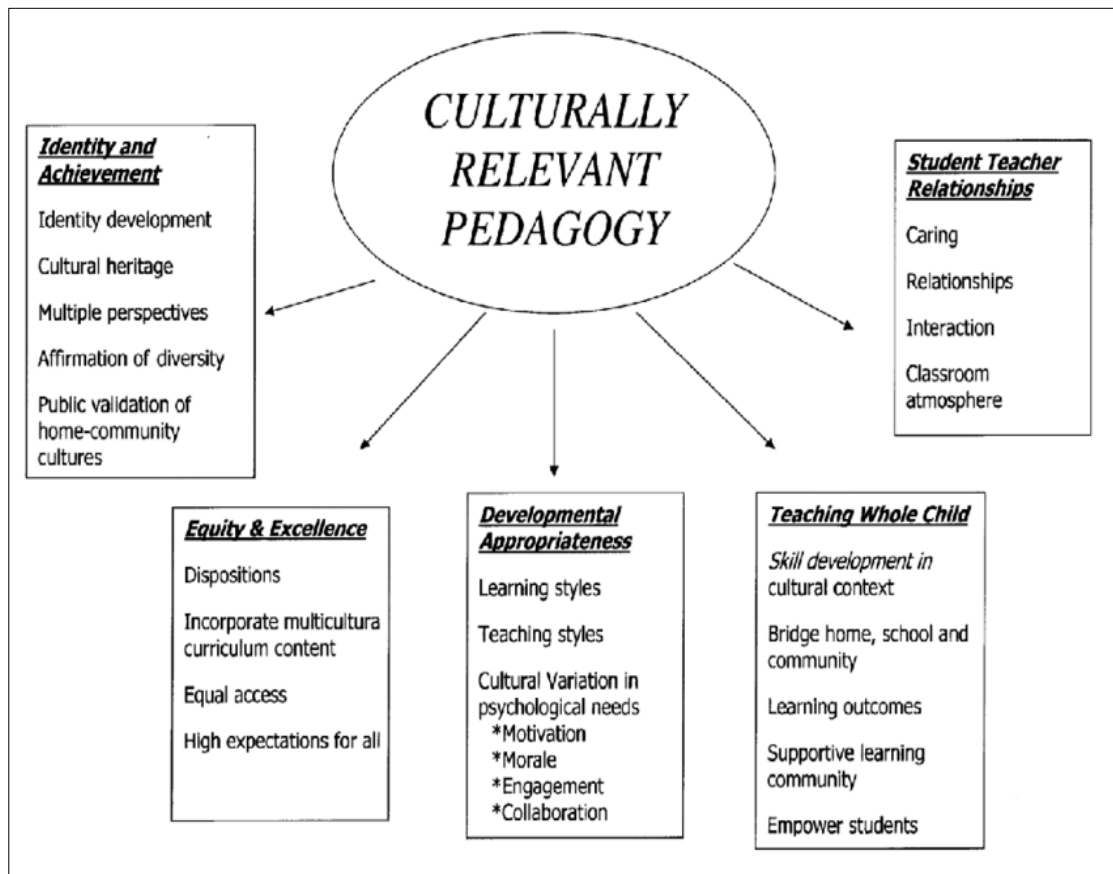 CULTURALLY
RELEVANT
PEDAGOGY
Identity and
Achievement
Identity development
Cultural heritage
Multiple perspectives
Affirmation of diversity
Public validation of
home-community
cultures
Student Teacher
Relationships
Caring
Relationships
Interaction
Classroom
atmosphere
Equity & Excellence
Dispositions
Incorporate multicultura
curriculum content
Equal access
High expectations for all
Developmental
Appropriateness
Learning styles
Teaching styles
Cultural Variation in
psychological needs
*Motivation
*Morale
*Engagement
*Collaboration
Teaching Whole Child
Skill development in
cultural context
Bridge home, school and
community
Learning outcomes
Supportive learning
community
Empower students